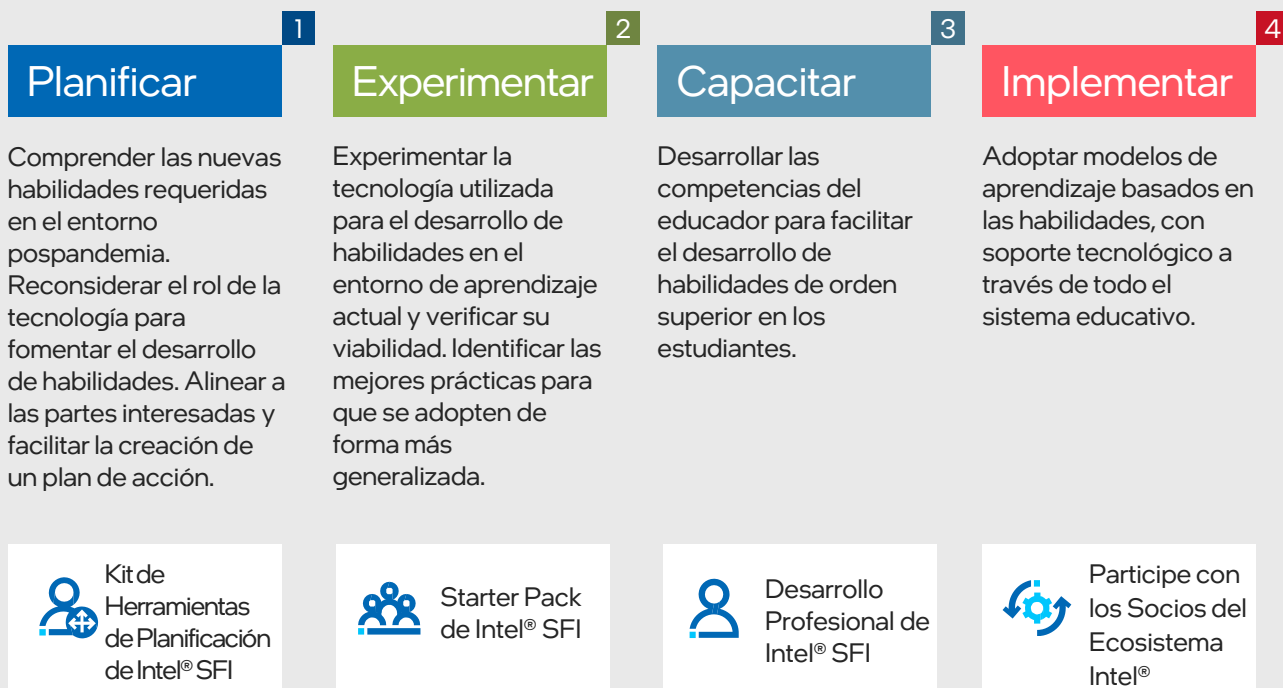 1
Planificar
Comprender las nuevas
habilidades requeridas
en el entorno
pospandemia.
Reconsiderar el rol de la
tecnología para
fomentar el desarrollo
de habilidades. Alinear a
las partes interesadas y
facilitar la creación de
un plan de acción.
Kit de
Herramientas
de Planificación
de Intel® SFI
2
Experimentar
Experimentar la
tecnología utilizada
para el desarrollo de
habilidades en el
entorno de aprendizaje
actual y verificar su
viabilidad. Identificar las
mejores prácticas para
que se adopten de
forma más
generalizada.
Starter Pack
de Intel® SFI
3
Capacitar
Desarrollar las
competencias del
educador para facilitar
el desarrollo de
habilidades de orden
superior en los
estudiantes.
Desarrollo
Profesional de
Intel® SFI
4
Implementar
Adoptar modelos de
aprendizaje basados en
las habilidades, con
soporte tecnológico a
través de todo el
sistema educativo.
Participe con
los Socios del
Ecosistema
Intel®